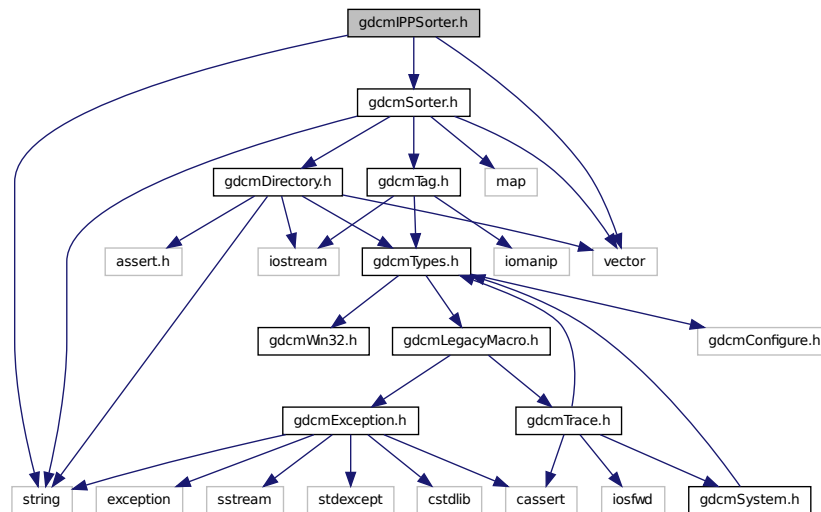 gdcmIPPSorter.h
gdcmSorter.h
gdcmDirectory.h
gdcmTag.h
map
assert.h
iostream
gdcmTypes.h
iomanip
vector
gdcmWin32.h
gdcmLegacyMacro.h
gdcmConfigure.h
gdcmException.h
gdcmTrace.h
string
exception
sstream
stdexcept
cstdlib
cassert
iosfwd
gdcmSystem.h